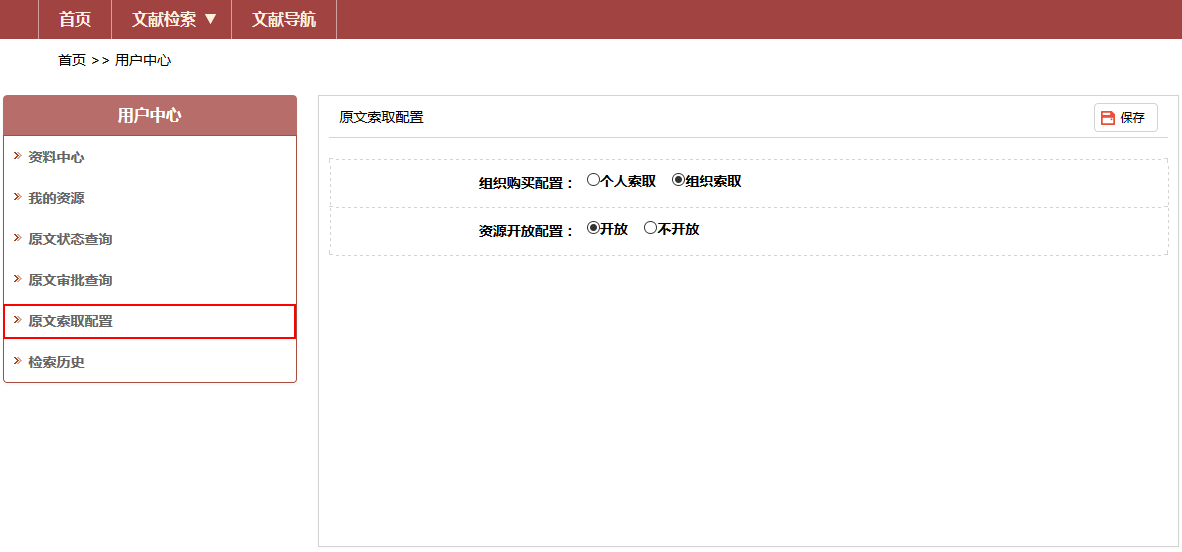 首页 文献检索 ▼ 文献导航
首页 >> 用户中心
用户中心
资料中心
我的资源
原文状态查询
原文审批查询
原文索取配置
检索历史
原文索取配置 保存
组织购买配置： 个人索取 组织索取
资源开放配置： 开放 不开放